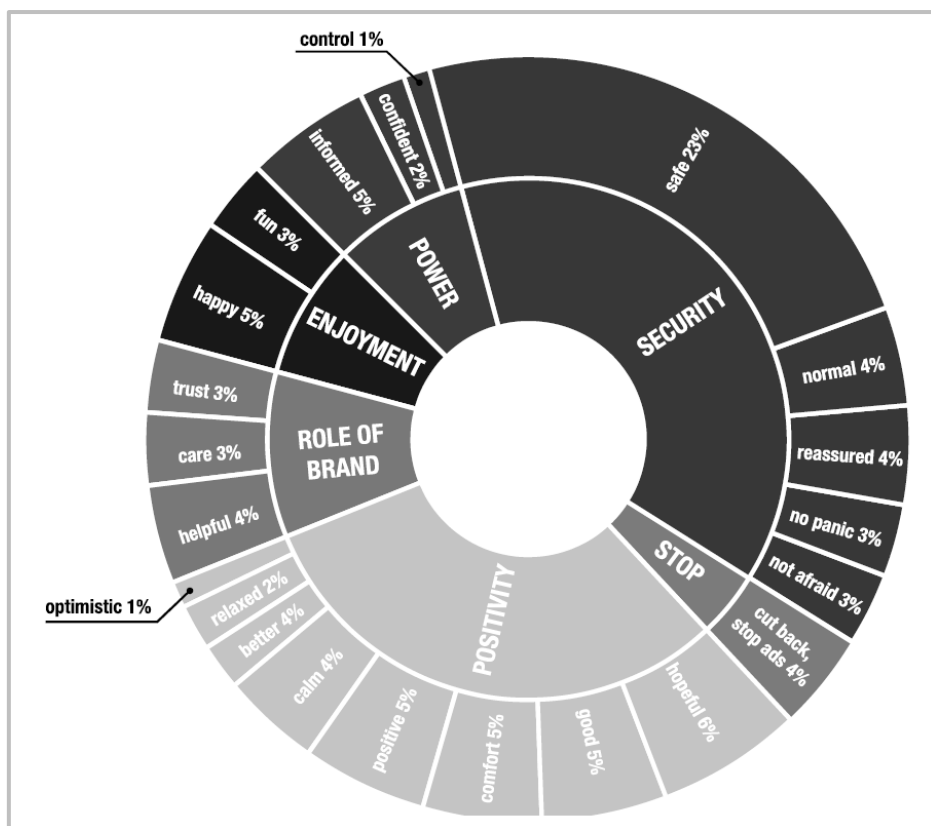 control 1%
confident 2%
informed 5%
fun 3%
happy 5%
trust 3%
care 3%
helpful 4%
optimistic 1%
relaxed 2%
better 4%
calm 4%
positive 5%
comfort 5%
good 5%
hopeful 6%
cut back,
stop ads 4%
not afraid 3%
no panic 3%
reassured 4%
normal 4%
safe 23%
POWER
ENJOYMENT
ROLE OF
BRAND
POSITIVITY
STOP
SECURITY